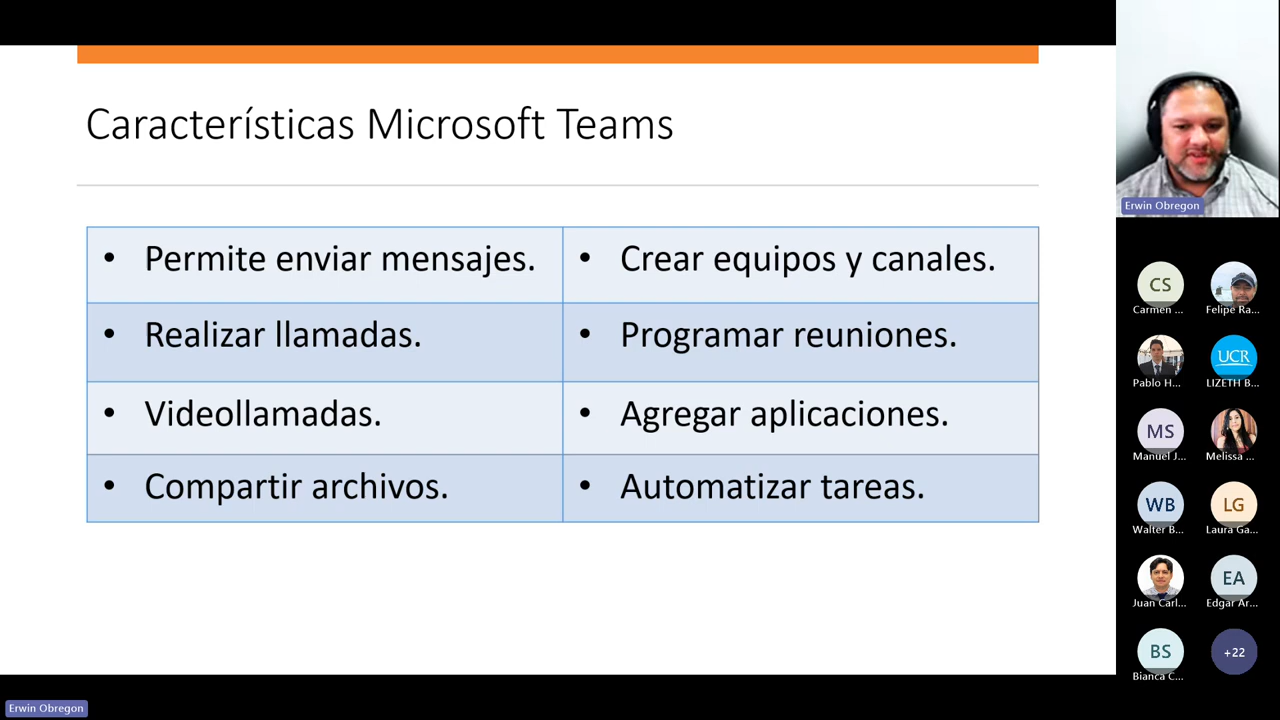 Características Microsoft Teams
• Permite enviar mensajes.
• Crear equipos y canales.
• Realizar llamadas.
• Programar reuniones.
• Videollamadas.
• Agregar aplicaciones.
• Compartir archivos.
• Automatizar tareas.
Erwin Obregon
CS
Carmen ...
Felipe Ra...
Pablo H...
UCR
LIZETH B...
MS
Manuel J...
Melissa ...
WB
Walter B...
LG
Laura Ga...
Juan Carl...
EA
Edgar Ar...
BS
Bianca C...
+22
Erwin Obregon